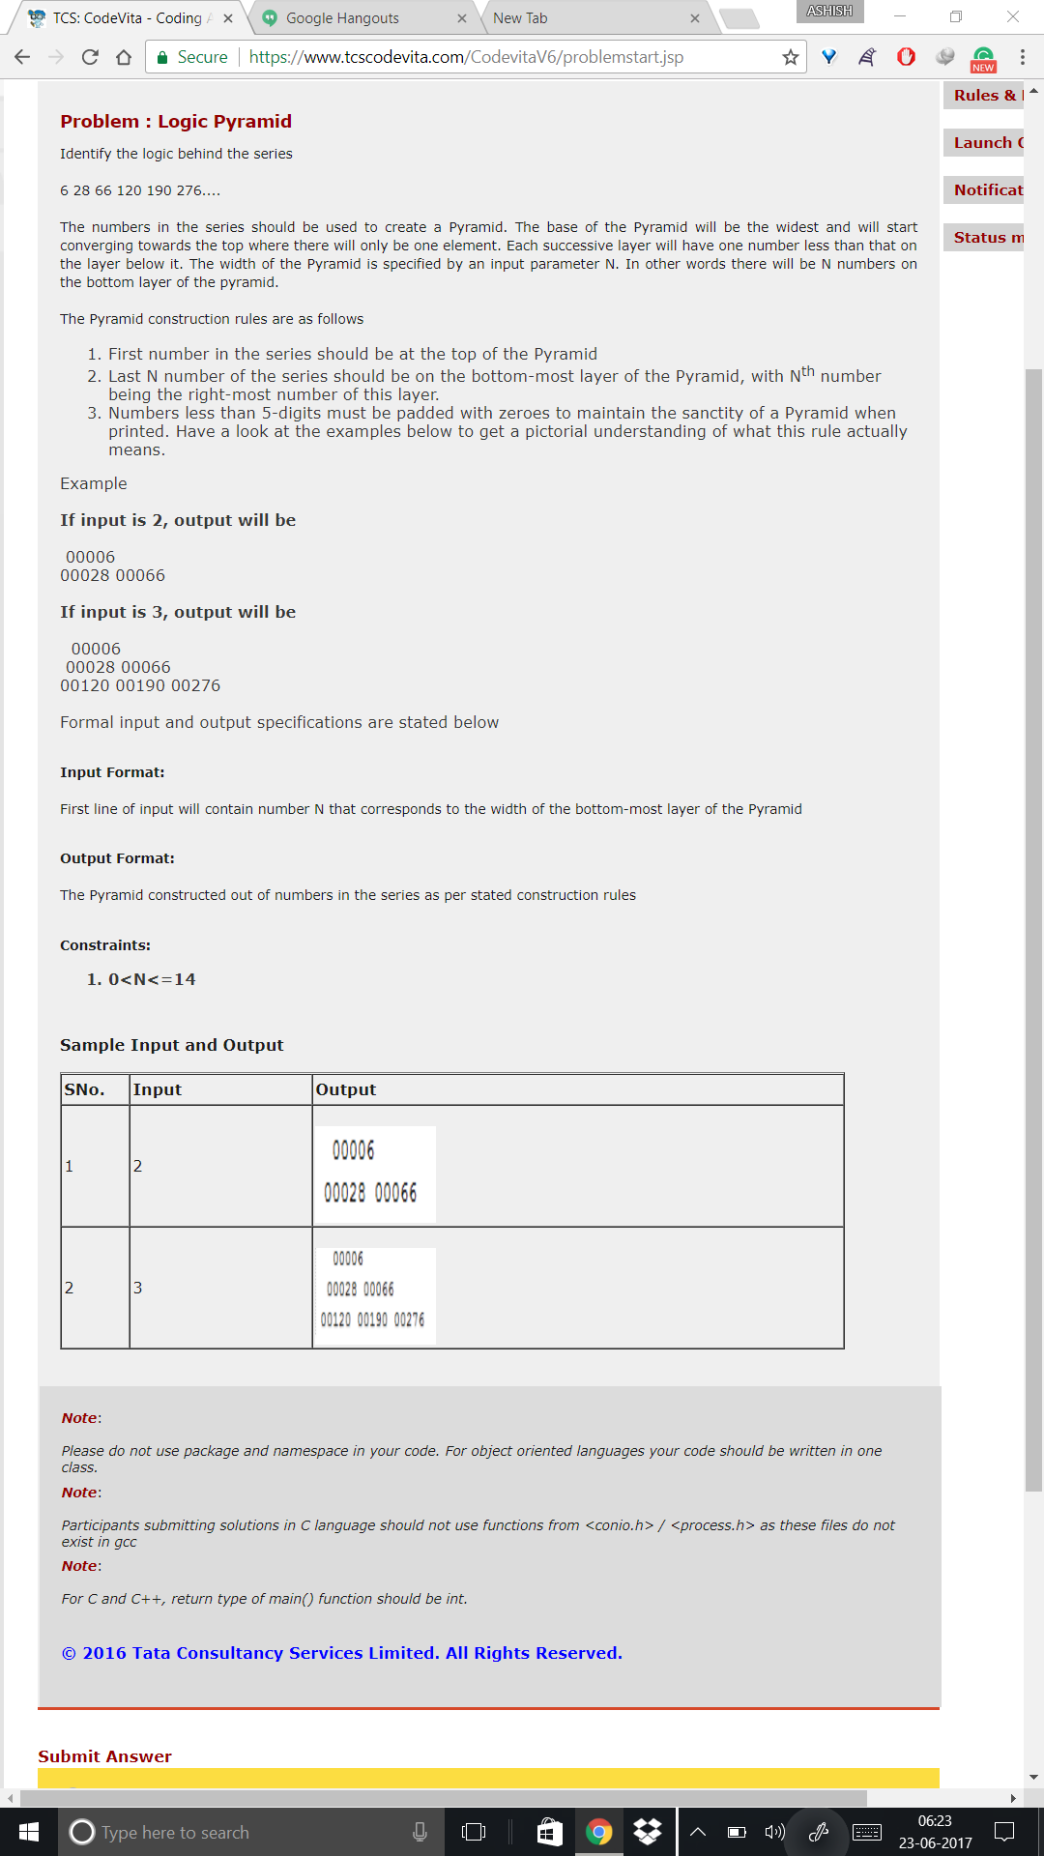 TCS: CodeVita - Coding
Google Hangouts
New Tab
ASHISH
Secure
https://www.tcscodevita.com/CodevitaV6/problemstart.jsp
NEW
Rules &
Launch
Notificat
Status m
Problem : Logic Pyramid
Identify the logic behind the series
6 28 66 120 190 276....
The numbers in the series should be used to create a Pyramid. The base of the Pyramid will be the widest and will start
converging towards the top where there will only be one element. Each successive layer will have one number less than that on
the layer below it. The width of the Pyramid is specified by an input parameter N. In other words there will be N numbers on
the bottom layer of the pyramid.
The Pyramid construction rules are as follows
1. First number in the series should be at the top of the Pyramid
2. Last N number of the series should be on the bottom-most layer of the Pyramid, with Nth number
being the right-most number of this layer.
3. Numbers less than 5-digits must be padded with zeroes to maintain the sanctity of a Pyramid when
printed. Have a look at the examples below to get a pictorial understanding of what this rule actually
means.
Example
If input is 2, output will be
00006
00028 00066
If input is 3, output will be
00006
00028 00066
00120 00190 00276
Formal input and output specifications are stated below
Input Format:
First line of input will contain number N that corresponds to the width of the bottom-most layer of the Pyramid
Output Format:
The Pyramid constructed out of numbers in the series as per stated construction rules
Constraints:
1. 0<N<=14
Sample Input and Output
SNo. Input Output
1 2
00006
00028 00066
2 3
00006
00028 00066
00120 00190 00276
Note:
Please do not use package and namespace in your code. For object oriented languages your code should be written in one
class.
Note:
Participants submitting solutions in C language should not use functions from <conio.h> / <process.h> as these files do not
exist in gcc
Note:
For C and C++, return type of main() function should be int.
© 2016 Tata Consultancy Services Limited. All Rights Reserved.
Submit Answer
Type here to search
06:23
23-06-2017